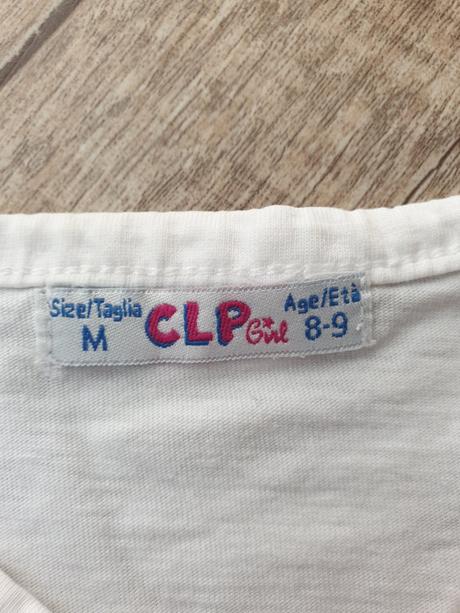 Size/Taglia CLP Girl Age/Età
M 8-9